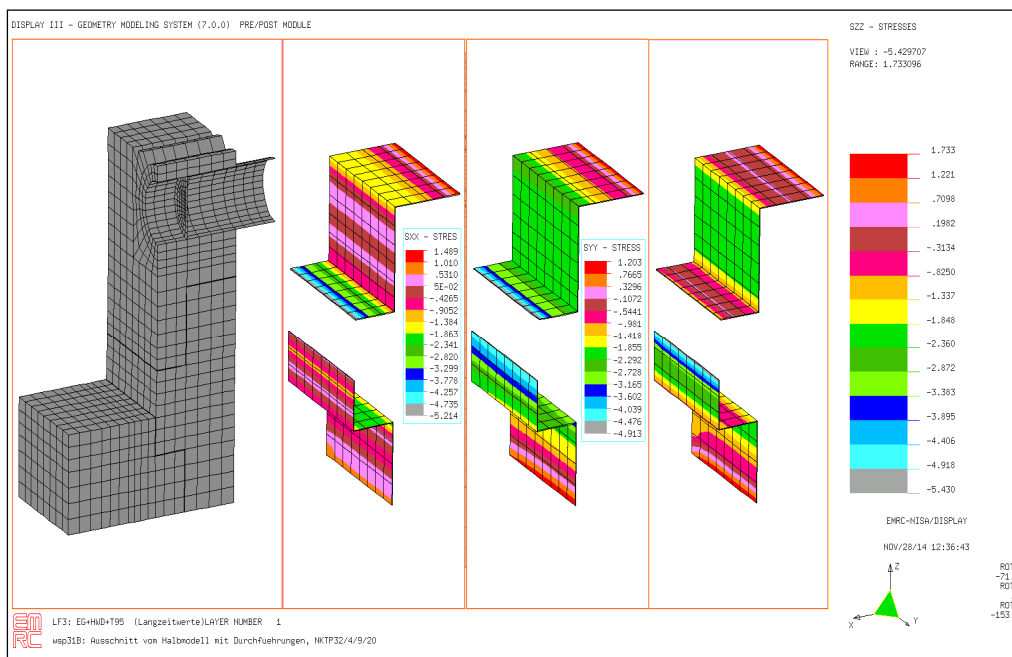 DISPLAY III - GEOMETRY MODELING SYSTEM (7.0.0) PRE/POST MODULE
SZZ - STRESSES
VIEW : -5.429707
RANGE: 1.733096
SXX - STRES
1.489
1.010
.5310
5E-02
-.4265
-.9052
-1.384
-1.863
-2.341
-2.820
-3.299
-3.778
-4.257
-4.735
-5.214
SYY - STRESS
1.203
.7665
.3296
-.1072
-.5441
-.981
-1.418
-1.855
-2.292
-2.728
-3.165
-3.602
-4.039
-4.476
-4.913
1.733
1.221
.7098
.1982
-.3134
-.8250
-1.337
-1.848
-2.360
-2.872
-3.383
-3.895
-4.406
-4.918
-5.430
EMRC-NISA/DISPLAY
NOV/28/14 12:36:43
Z
X
Y
ROT
-71.
ROT
ROT
-153.
EMRC
LF3: EG+HWD+T95 (Langzeitwerte)LAYER NUMBER 1
wsp31B: Ausschnitt vom Halbmodell mit Durchfuehrungen, NKTP32/4/9/20